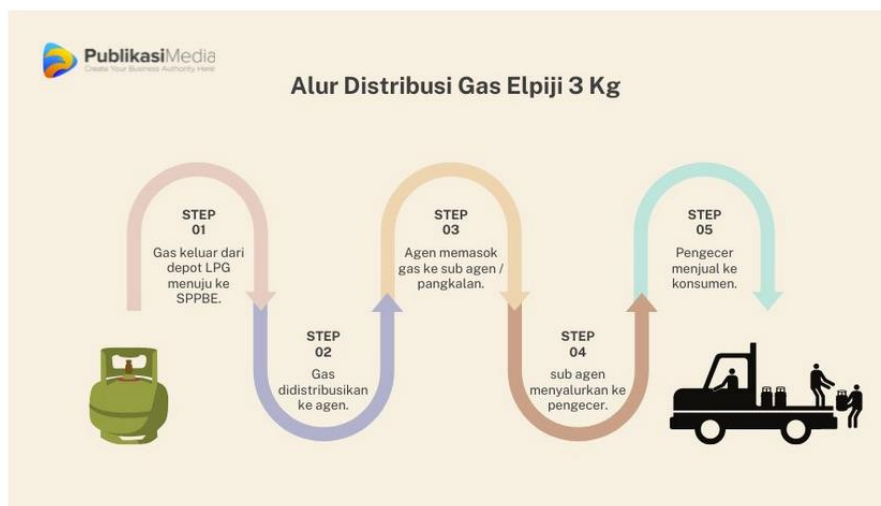 PublikasiMedia
Create Your Business Authority Here
Alur Distribusi Gas Elpiji 3 Kg
STEP
01
Gas keluar dari
depot LPG
menuju ke
SPPBE.
STEP
02
Gas
didistribusikan
ke agen.
STEP
03
Agen memasok
gas ke sub agen /
pangkalan.
STEP
04
sub agen
menyalurkan ke
pengecer.
STEP
05
Pengecer
menjual ke
konsumen.